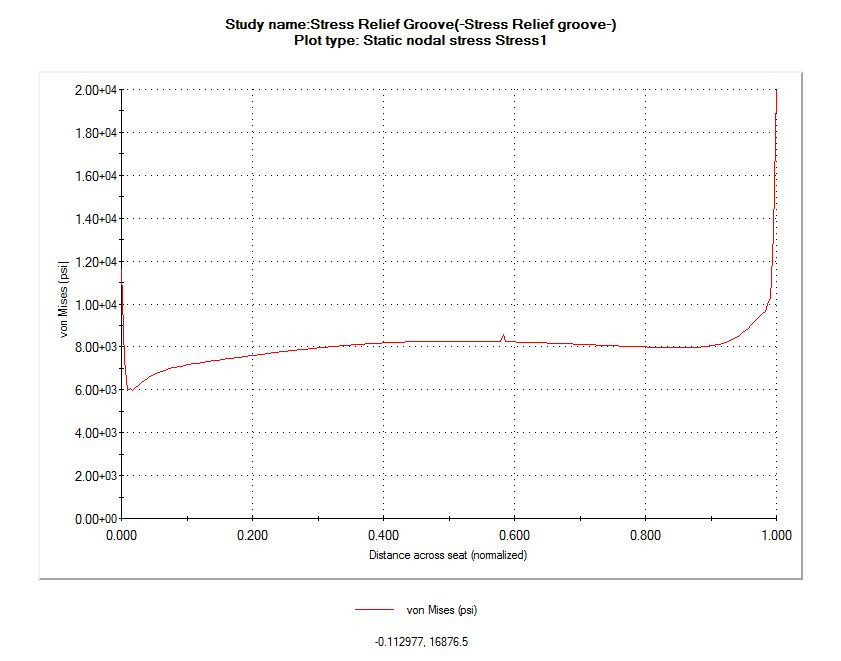 Study name:Stress Relief Groove(-Stress Relief groove-)
Plot type: Static nodal stress Stress1
2.00+04
1.80+04
1.60+04
1.40+04
1.20+04
1.00+04
8.00+03
6.00+03
4.00+03
2.00+03
0.00+00
von Mises (psi)
0.000 0.200 0.400 0.600 0.800 1.000
Distance across seat (normalized)
von Mises (psi)
-0.112977, 16876.5